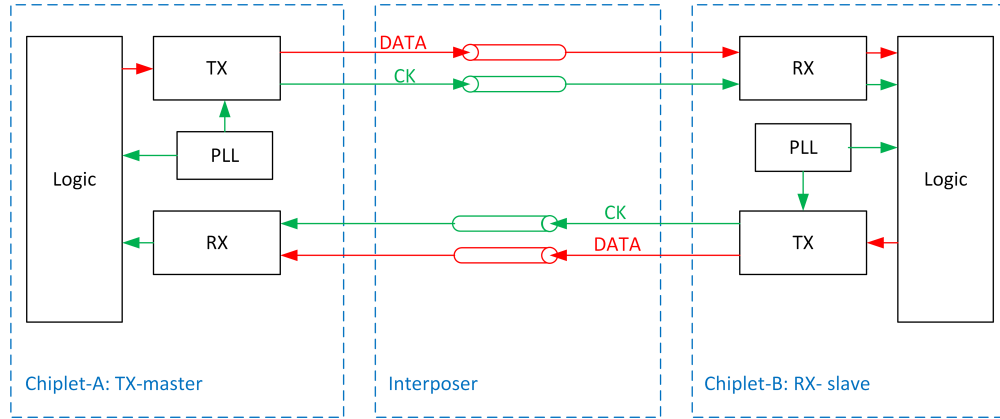 DATA
TX
RX
CK
PLL
PLL
Logic
Logic
CK
RX
TX
DATA
Chiplet-A: TX-master
Interposer
Chiplet-B: RX- slave